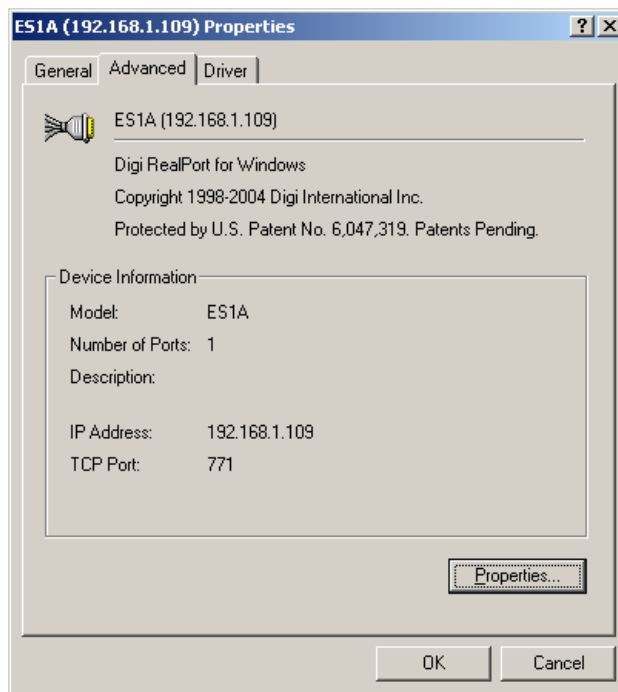 ES1A (192.168.1.109) Properties
General Advanced Driver
ES1A (192.168.1.109)
Digi RealPort for Windows
Copyright 1998-2004 Digi International Inc.
Protected by U.S. Patent No. 6,047,319. Patents Pending.
Device Information
Model: ES1A
Number of Ports: 1
Description:
IP Address: 192.168.1.109
TCP Port: 771
Properties...
OK Cancel